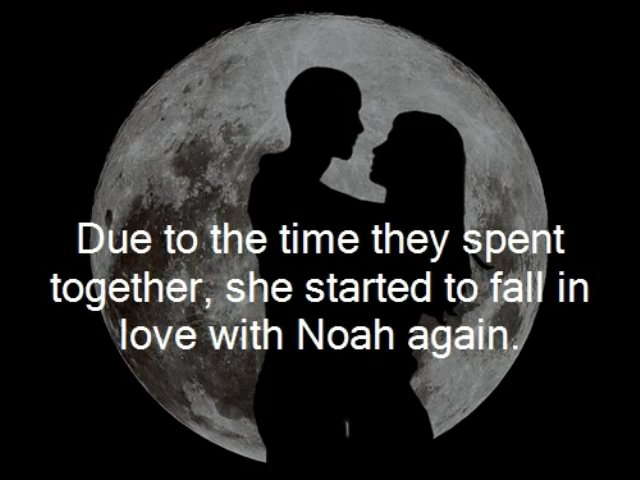 Due to the time they spent
together, she started to fall in
love with Noah again.